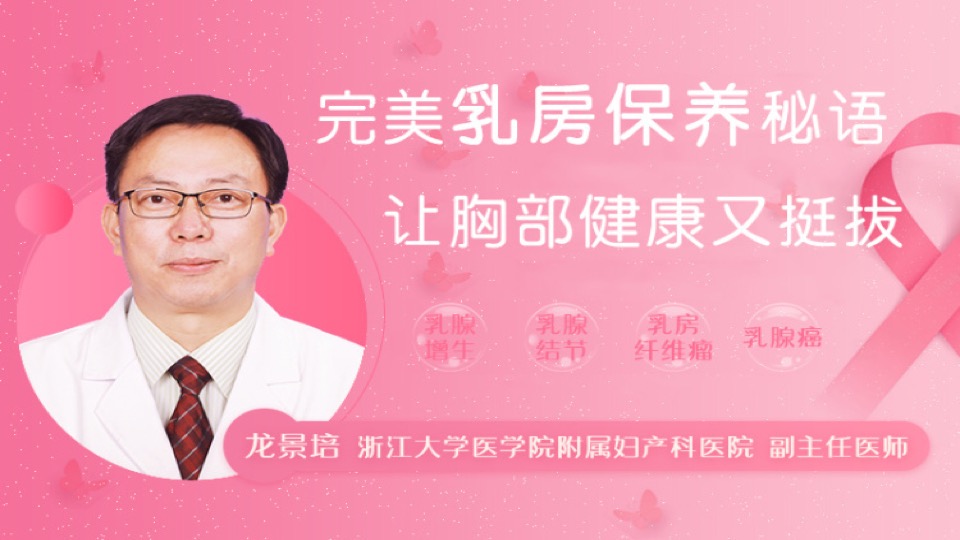 完美乳房保养秘语
让胸部健康又挺拔
乳腺
增生
乳腺
结节
乳房
纤维瘤
乳腺癌
龙景培 浙江大学医学院附属妇产科医院 副主任医师